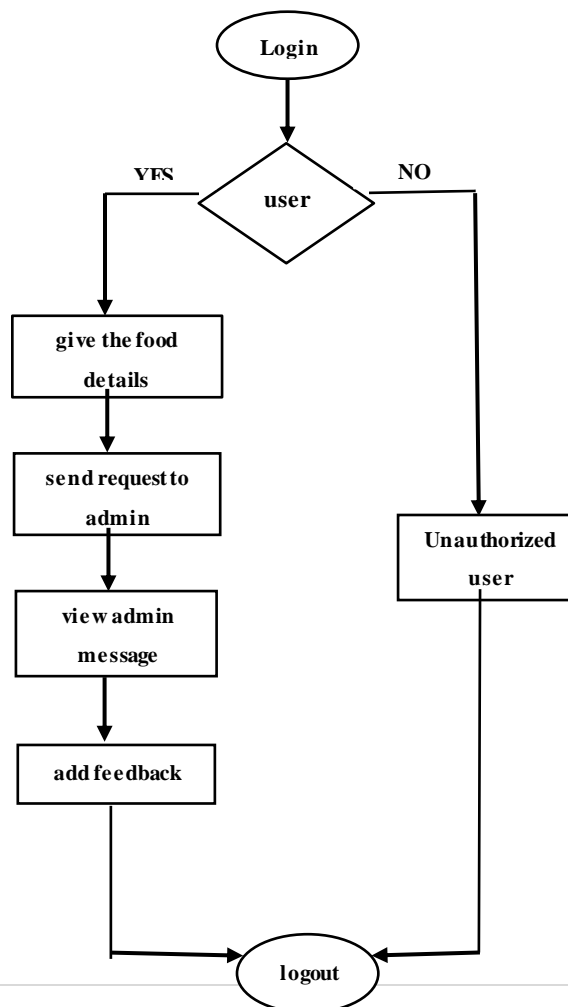 Login
YES
NO
user
give the food
details
send request to
admin
Unauthorized
user
view admin
message
add feedback
logout